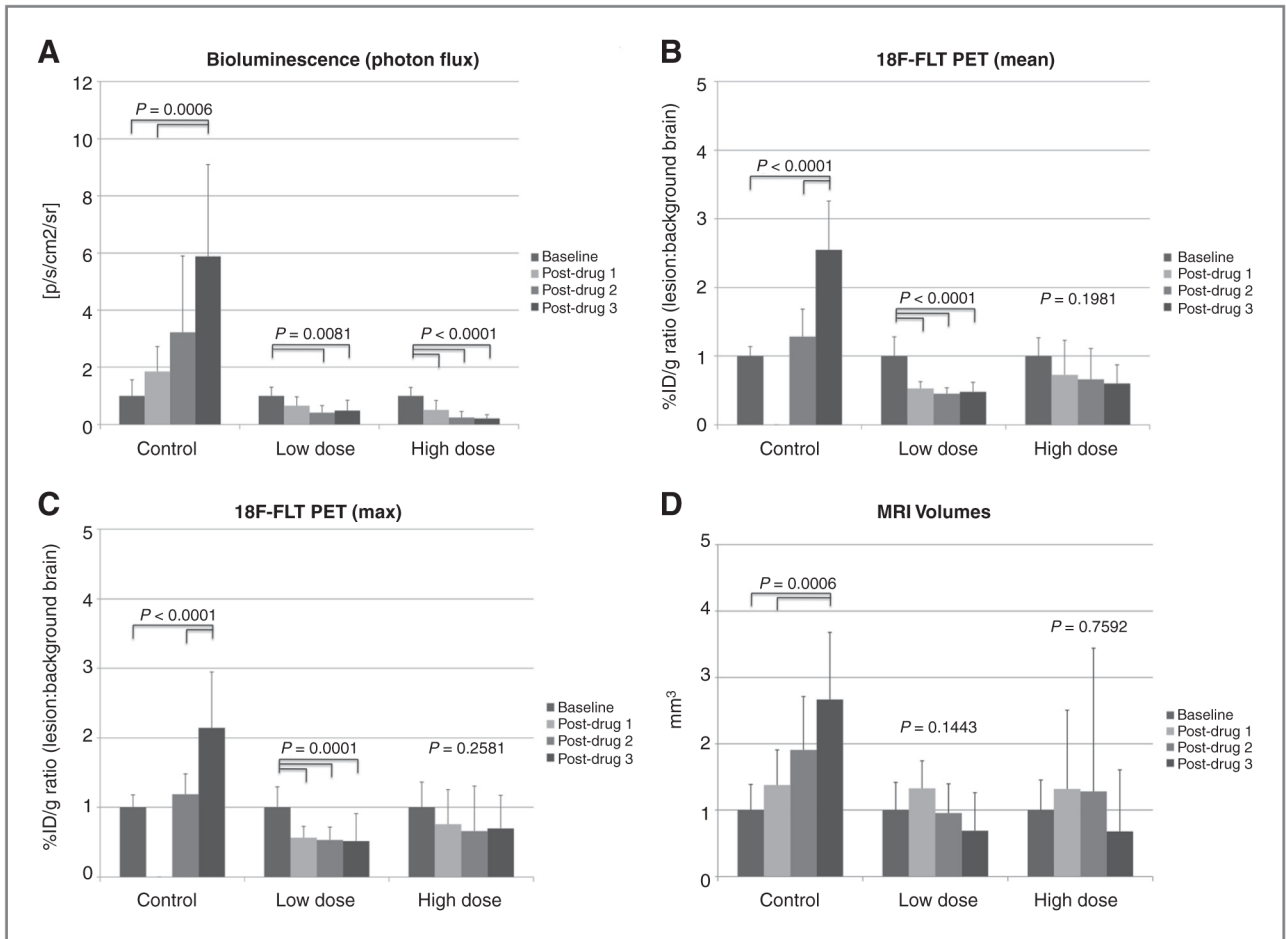 A
Bioluminescence (photon flux)
12
10
8
6
4
2
0
[p/s/cm2/sr]
P = 0.0006
P = 0.0081
P < 0.0001
Control
Low dose
High dose
Baseline
Post-drug 1
Post-drug 2
Post-drug 3
B
18F-FLT PET (mean)
5
4
3
2
1
0
%ID/g ratio (lesion:background brain)
P < 0.0001
P < 0.0001
P = 0.1981
Control
Low dose
High dose
Baseline
Post-drug 1
Post-drug 2
Post-drug 3
C
18F-FLT PET (max)
5
4
3
2
1
0
%ID/g ratio (lesion:background brain)
P < 0.0001
P = 0.0001
P = 0.2581
Control
Low dose
High dose
Baseline
Post-drug 1
Post-drug 2
Post-drug 3
D
MRI Volumes
5
4
3
2
1
0
mm³
P = 0.0006
P = 0.1443
P = 0.7592
Control
Low dose
High dose
Baseline
Post-drug 1
Post-drug 2
Post-drug 3